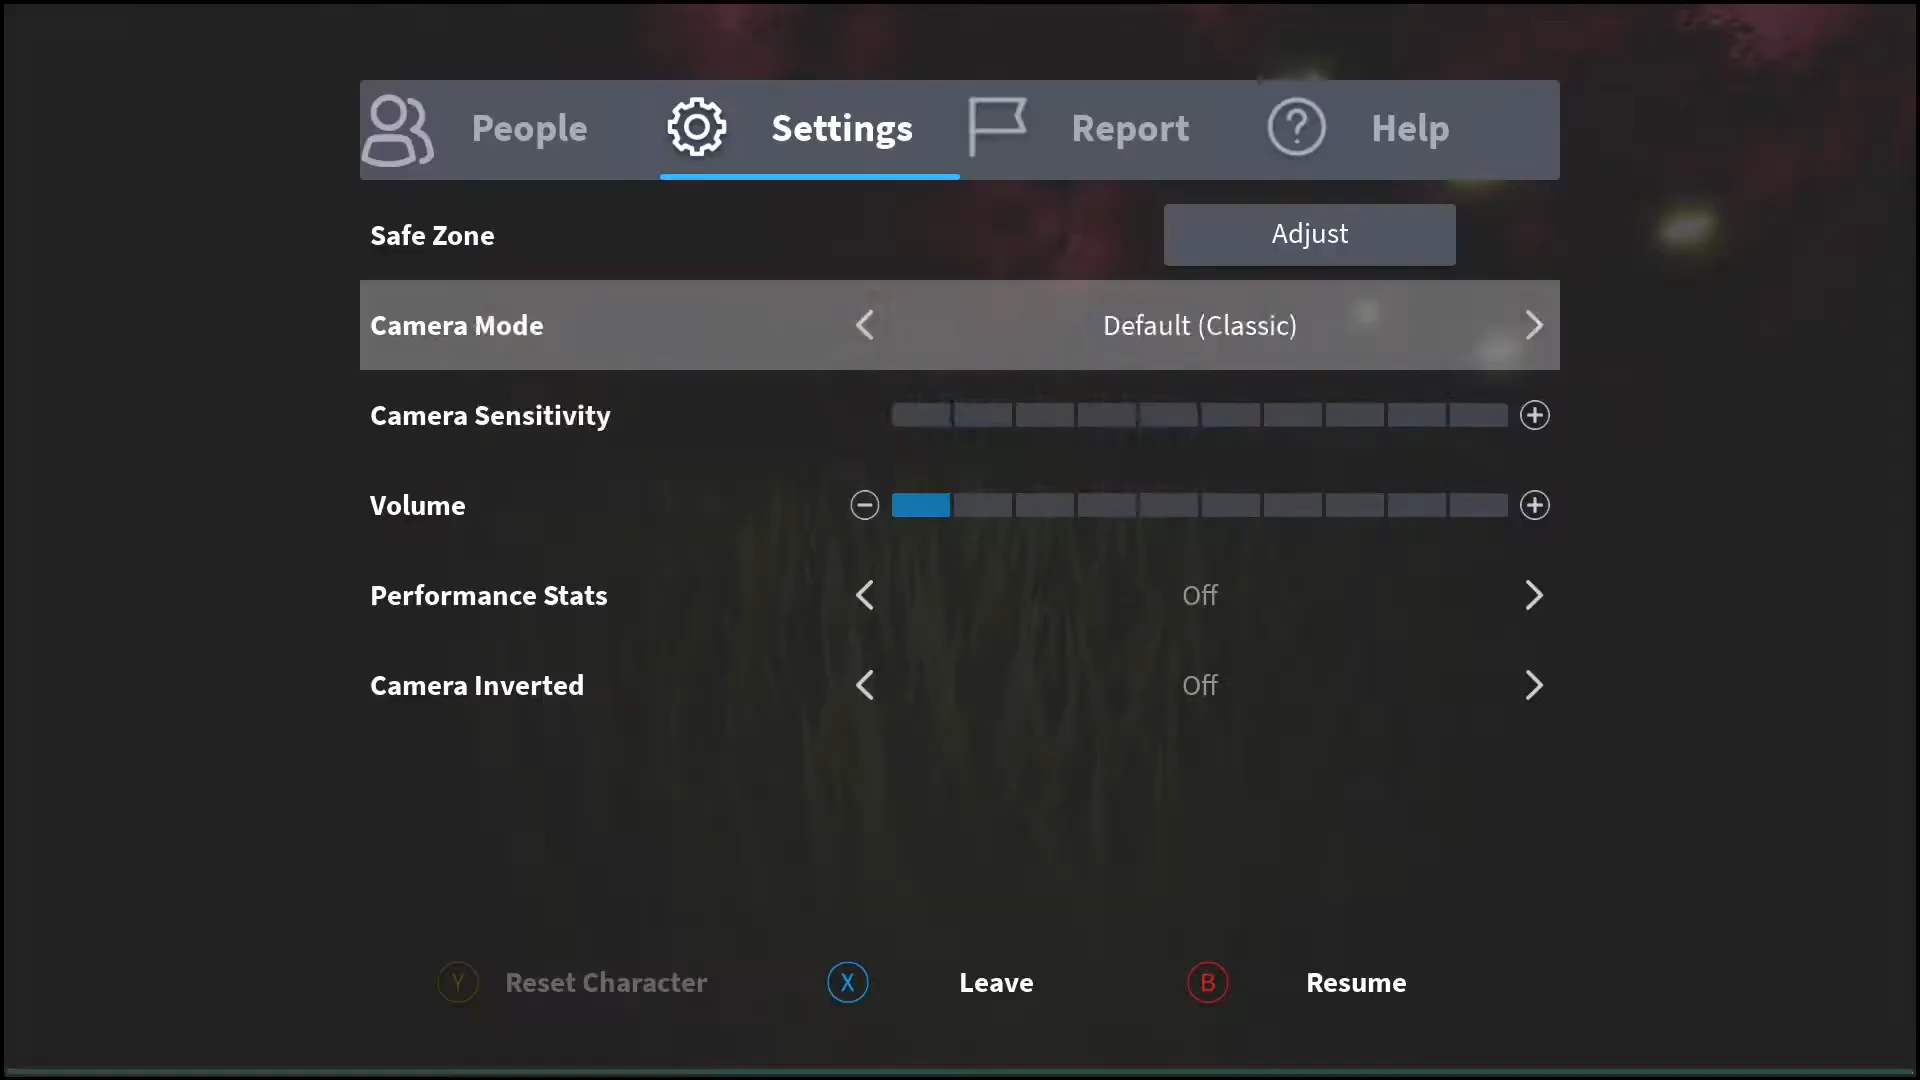 People Settings Report Help
Safe Zone Adjust
Camera Mode Default (Classic)
Camera Sensitivity
Volume
Performance Stats Off
Camera Inverted Off
Y Reset Character X Leave B Resume